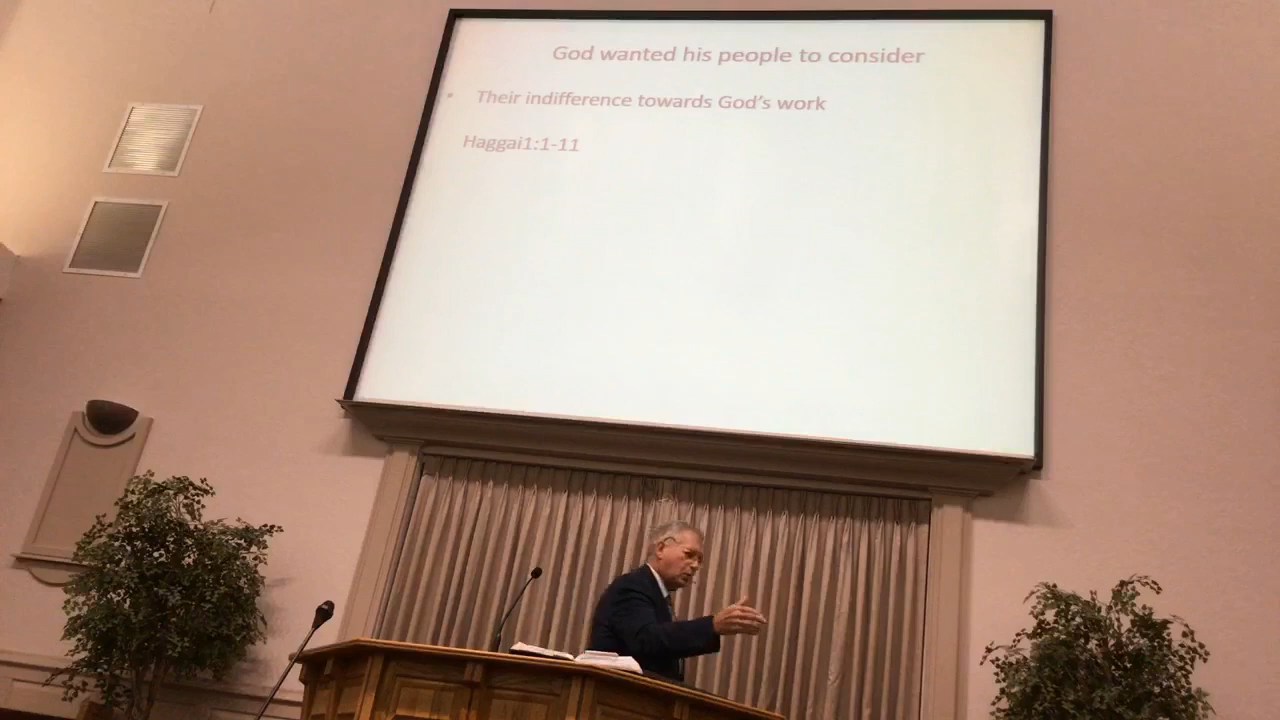 God wanted his people to consider
• Their indifference towards God's work
Haggai1:1-11